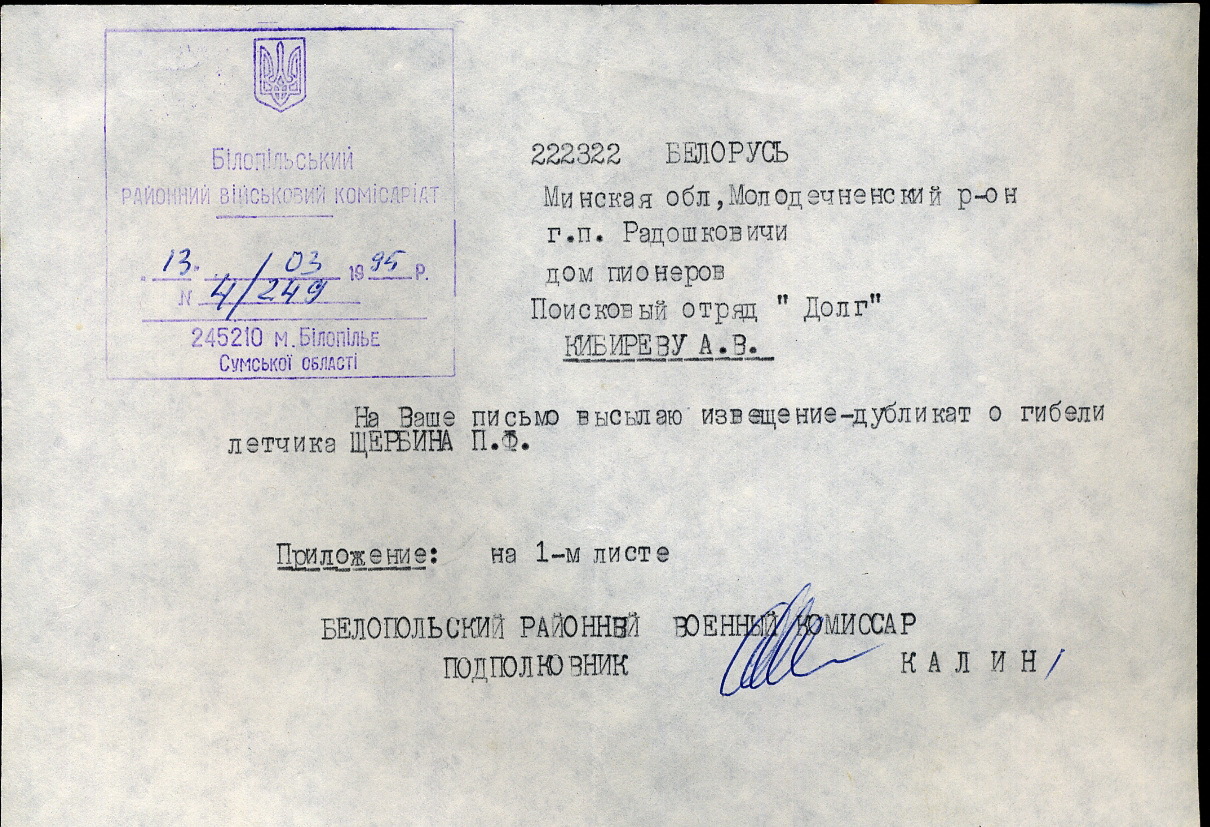 Білопільський
РАЙОННИЙ ВІЙСЬКОВИЙ КОМІСАРІАТ
"13" / 03 1995 Р.
N 4/249
245210 м. Білопілье
Сумської області
222322 БЕЛОРУСЬ
Минская обл,Молодечненский р-он
г.п. Радошковичи
дом пионеров
Поисковый отряд " Долг"
КИБИРЕВУ А.В.
На Ваше письмо высылаю извещение-дубликат о гибели
летчика ЩЕРБИНА П.Ф.
Приложение: на 1-м листе
БЕЛОПОЛЬСКИЙ РАЙОННЫЙ ВОЕННЫЙ КОМИССАР
ПОДПОЛКОВНИК К А Л И Н